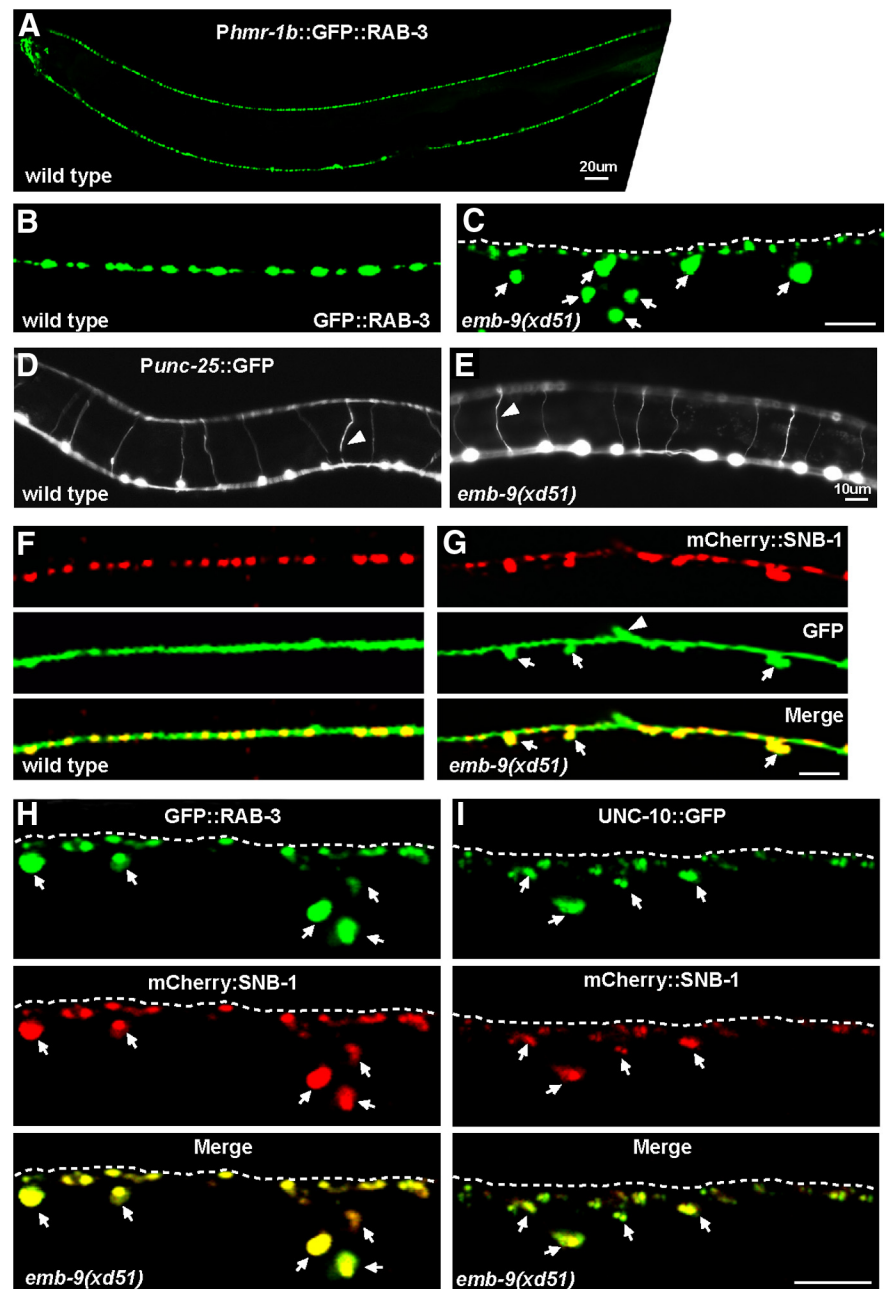 A
Phmr-1b::GFP::RAB-3
wild type
20um
B
wild type
GFP::RAB-3
C
emb-9(xd51)
D
Punc-25::GFP
wild type
E
emb-9(xd51)
10um
F
wild type
G
mCherry::SNB-1
GFP
Merge
emb-9(xd51)
H
GFP::RAB-3
mCherry:SNB-1
Merge
emb-9(xd51)
I
UNC-10::GFP
mCherry::SNB-1
Merge
emb-9(xd51)